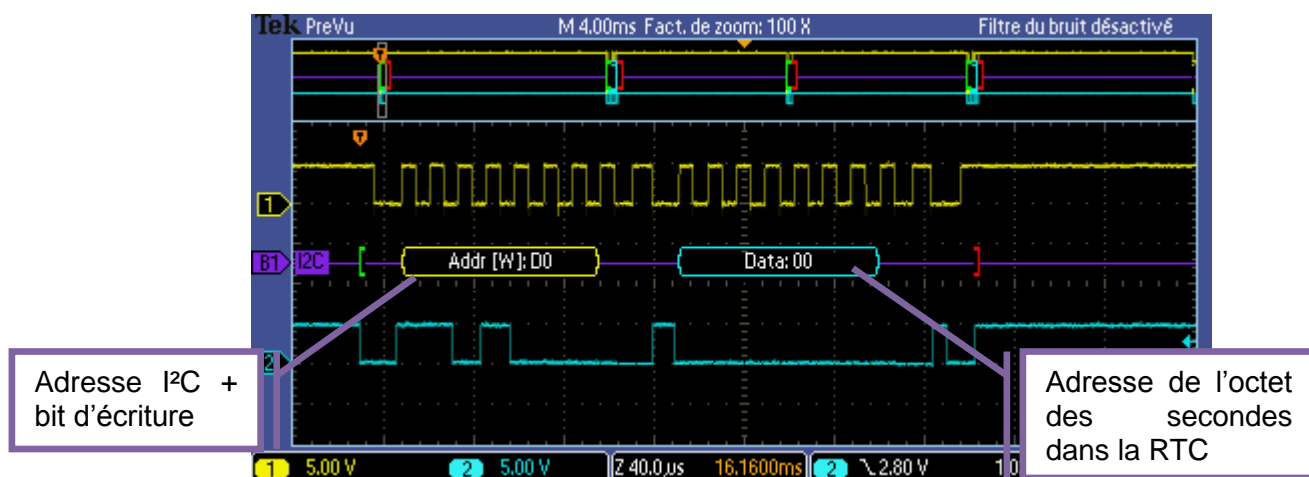 Tek PreVu M 4.00ms Fact. de zoom: 100 X Filtre du bruit désactivé
T
T
1
B1 I2C Addr [W]: D0 Data: 00
2
Adresse I²C +
bit d’écriture
Adresse de l’octet
des secondes
dans la RTC
1 5.00 V 2 5.00 V Z 40.0µs 16.1600ms 2 2.80 V